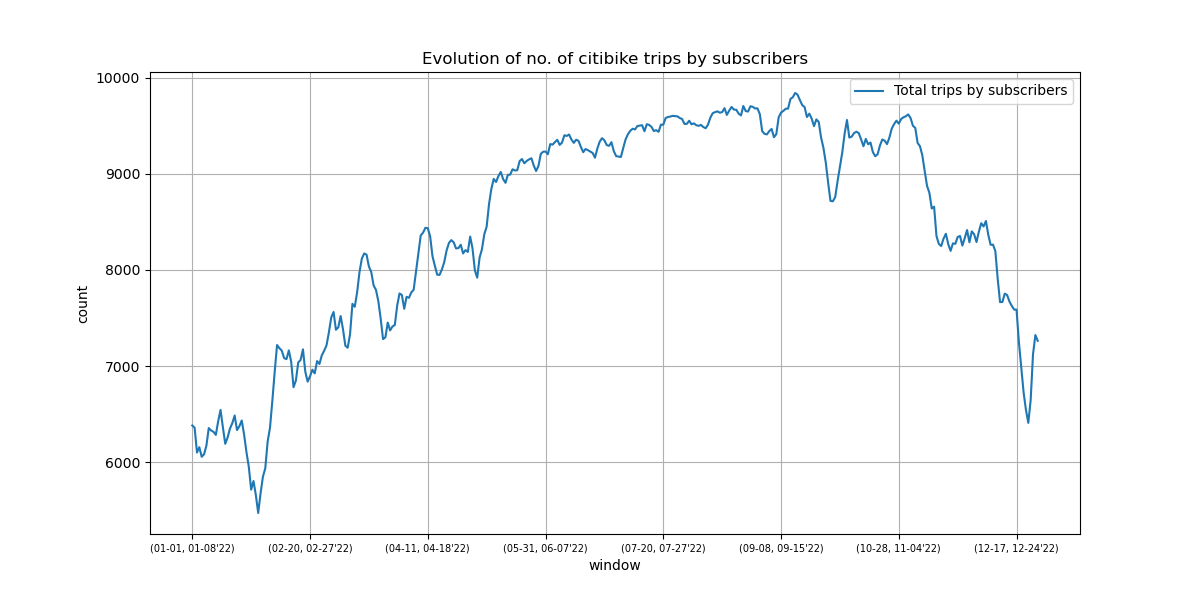 Evolution of no. of citibike trips by subscribers
Total trips by subscribers
count
10000
9000
8000
7000
6000
(01-01, 01-08'22) (02-20, 02-27'22) (04-11, 04-18'22) (05-31, 06-07'22) (07-20, 07-27'22) (09-08, 09-15'22) (10-28, 11-04'22) (12-17, 12-24'22)
window